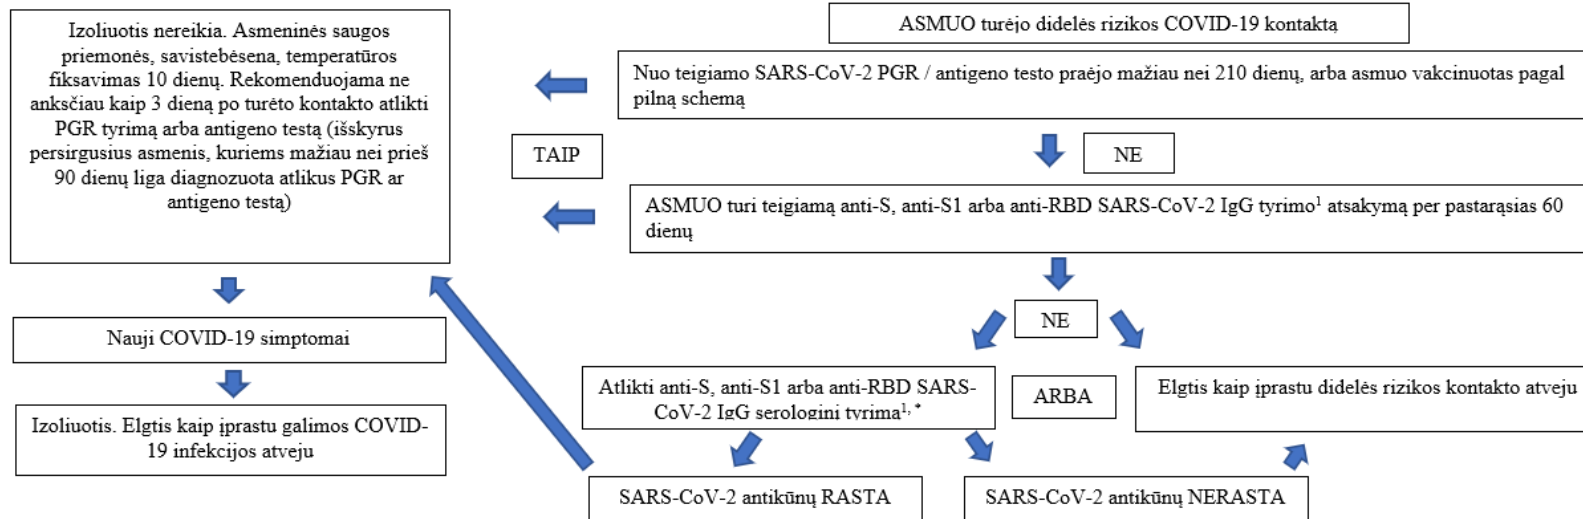 Izoliuotis nereikia. Asmeninės saugos
priemonės, savistebėsena, temperatūros
fiksavimas 10 dienų. Rekomenduojama ne
anksčiau kaip 3 dieną po turėto kontakto atlikti
PGR tyrimą arba antigeno testą (išskyrus
persirgusius asmenis, kuriems mažiau nei prieš
90 dienų liga diagnozuota atlikus PGR ar
antigeno testą)
ASMUO turėjo didelės rizikos COVID-19 kontaktą
Nuo teigiamo SARS-CoV-2 PGR / antigeno testo praėjo mažiau nei 210 dienų, arba asmuo vakcinuotas pagal
pilną schemą
TAIP
NE
ASMUO turi teigiamą anti-S, anti-S1 arba anti-RBD SARS-CoV-2 IgG tyrimo¹ atsakymą per pastarąsias 60
dienų
NE
Nauji COVID-19 simptomai
Atlikti anti-S, anti-S1 arba anti-RBD SARS-
CoV-2 IgG serologinį tyrimą¹, *
ARBA
Elgtis kaip įprastu didelės rizikos kontakto atveju
Izoliuotis. Elgtis kaip įprastu galimos COVID-
19 infekcijos atveju
SARS-CoV-2 antikūnų RASTA
SARS-CoV-2 antikūnų NERASTA